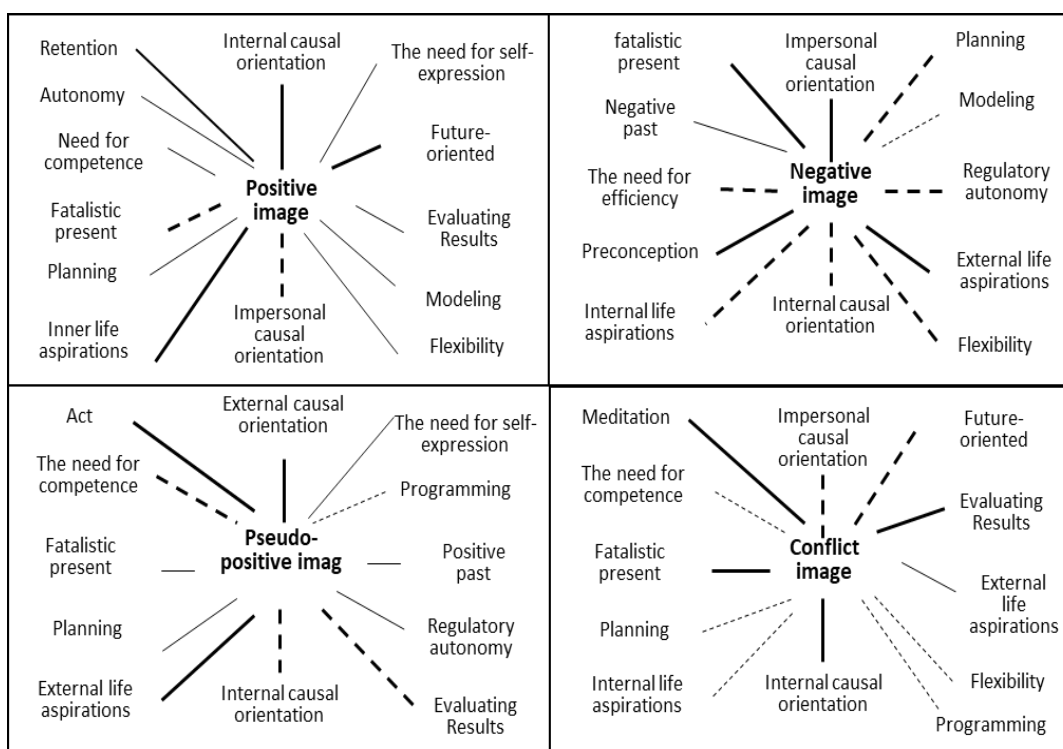 Retention
Internal causal
orientation
The need for self-
expression
Autonomy
Need for
competence
Future-
oriented
Positive
image
Fatalistic
present
Evaluating
Results
Planning
Modeling
Inner life
aspirations
Impersonal
causal
orientation
Flexibility
fatalistic
present
Impersonal
causal
orientation
Planning
Negative
past
Modeling
The need for
efficiency
Negative
image
Regulatory
autonomy
Preconception
External life
aspirations
Internal life
aspirations
Internal causal
orientation
Flexibility
Act
External causal
orientation
The need for self-
expression
The need for
competence
Programming
Pseudo-
positive imag
Fatalistic
present
Positive
past
Planning
Regulatory
autonomy
External life
aspirations
Internal causal
orientation
Evaluating
Results
Meditation
Impersonal
causal
orientation
Future-
oriented
The need for
competence
Evaluating
Results
Conflict
image
Fatalistic
present
External
life
aspirations
Planning
Internal life
aspirations
Internal causal
orientation
Flexibility
Programming